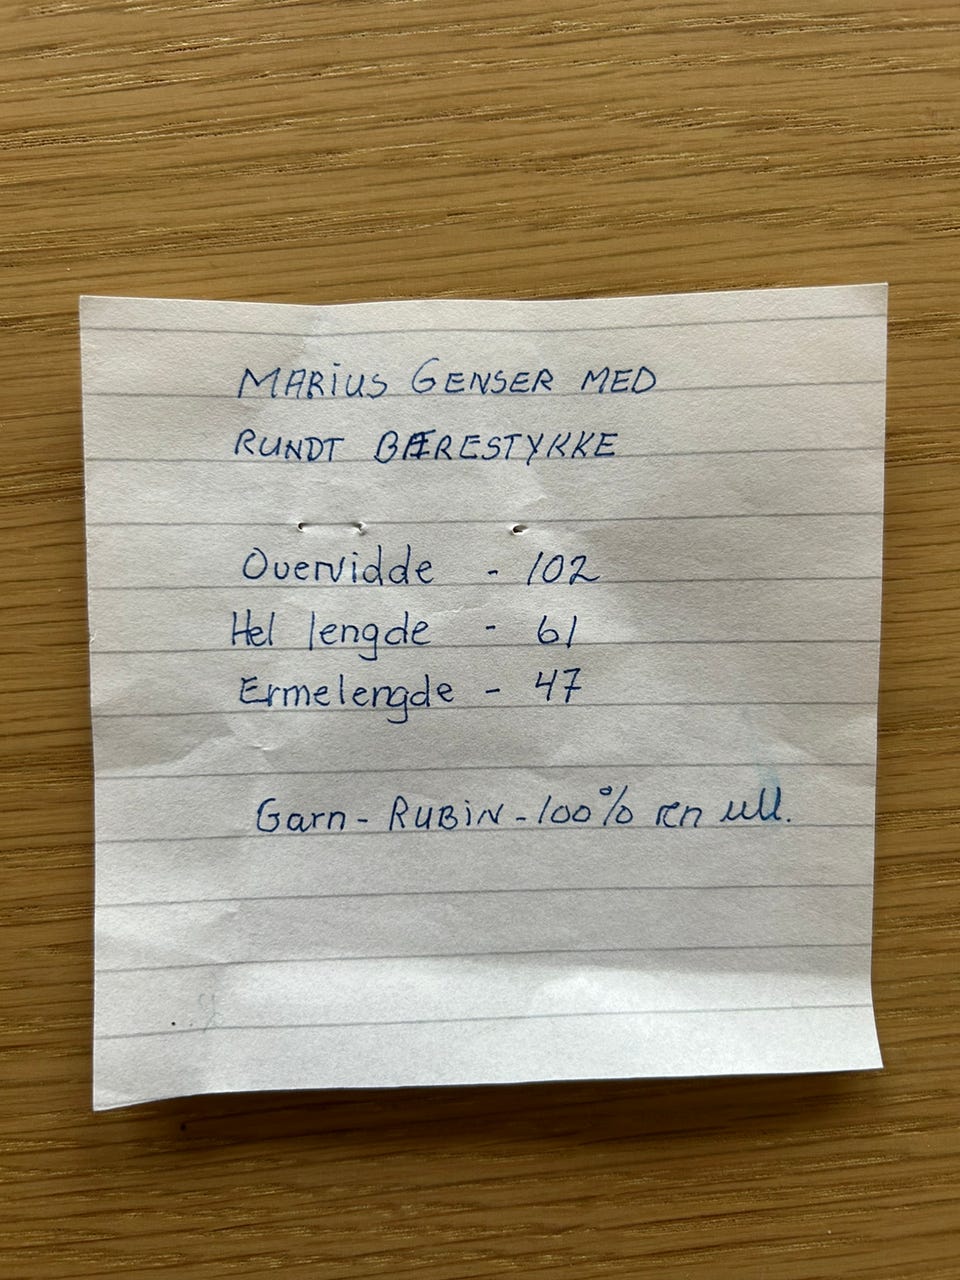 MARIUS GENSER MED
RUNDT BÆRESTYKKE
Overvidde - 102
Hel lengde - 61
Ermelengde - 47
Garn - RUBIN - 100% ren ull.